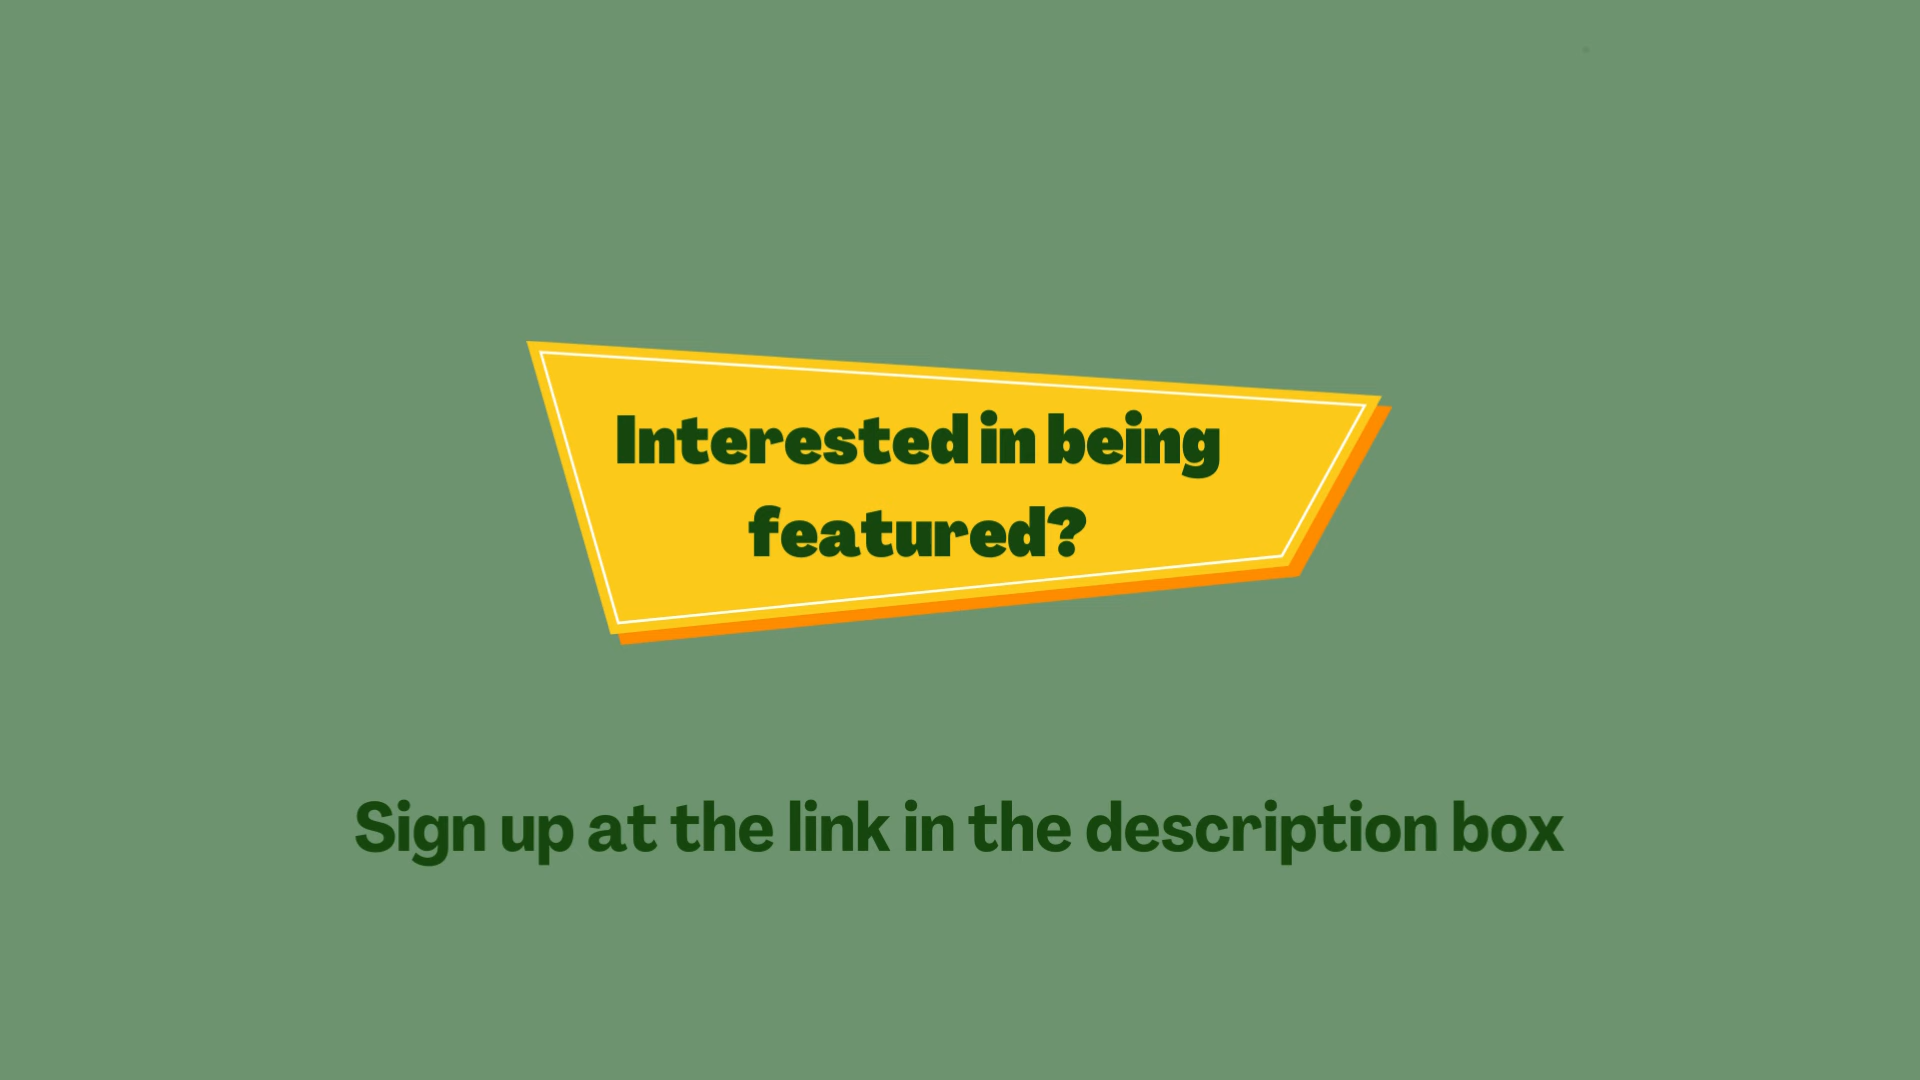 Interested in being
featured?
Sign up at the link in the description box